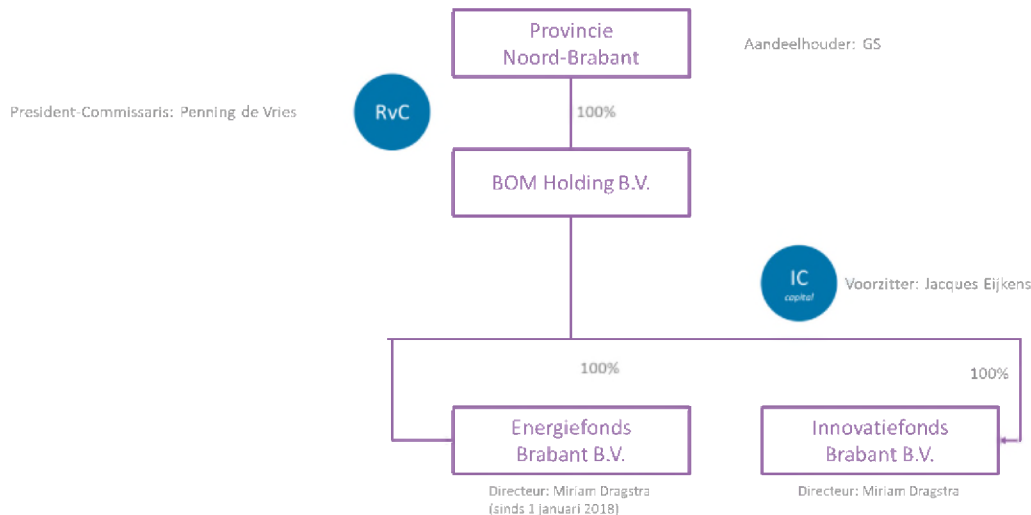 Provincie
Noord-Brabant
Aandeelhouder: GS
President-Commissaris: Penning de Vries
RvC
100%
BOM Holding B.V.
IC
capital
Voorzitter: Jacques Eijkens
100%
100%
Energiefonds
Brabant B.V.
Innovatiefonds
Brabant B.V.
Directeur: Miriam Dragstra
(sinds 1 januari 2018)
Directeur: Miriam Dragstra